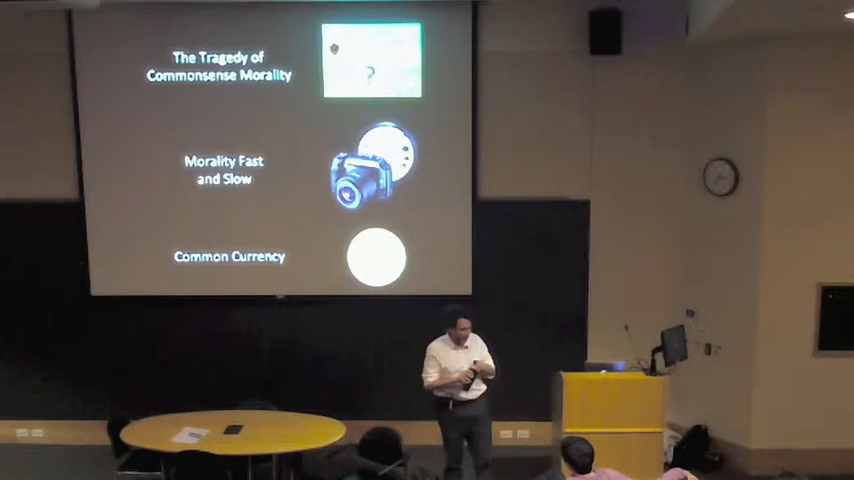 The Tragedy of
Commonsense Morality
Morality Fast
and Slow
Common Currency